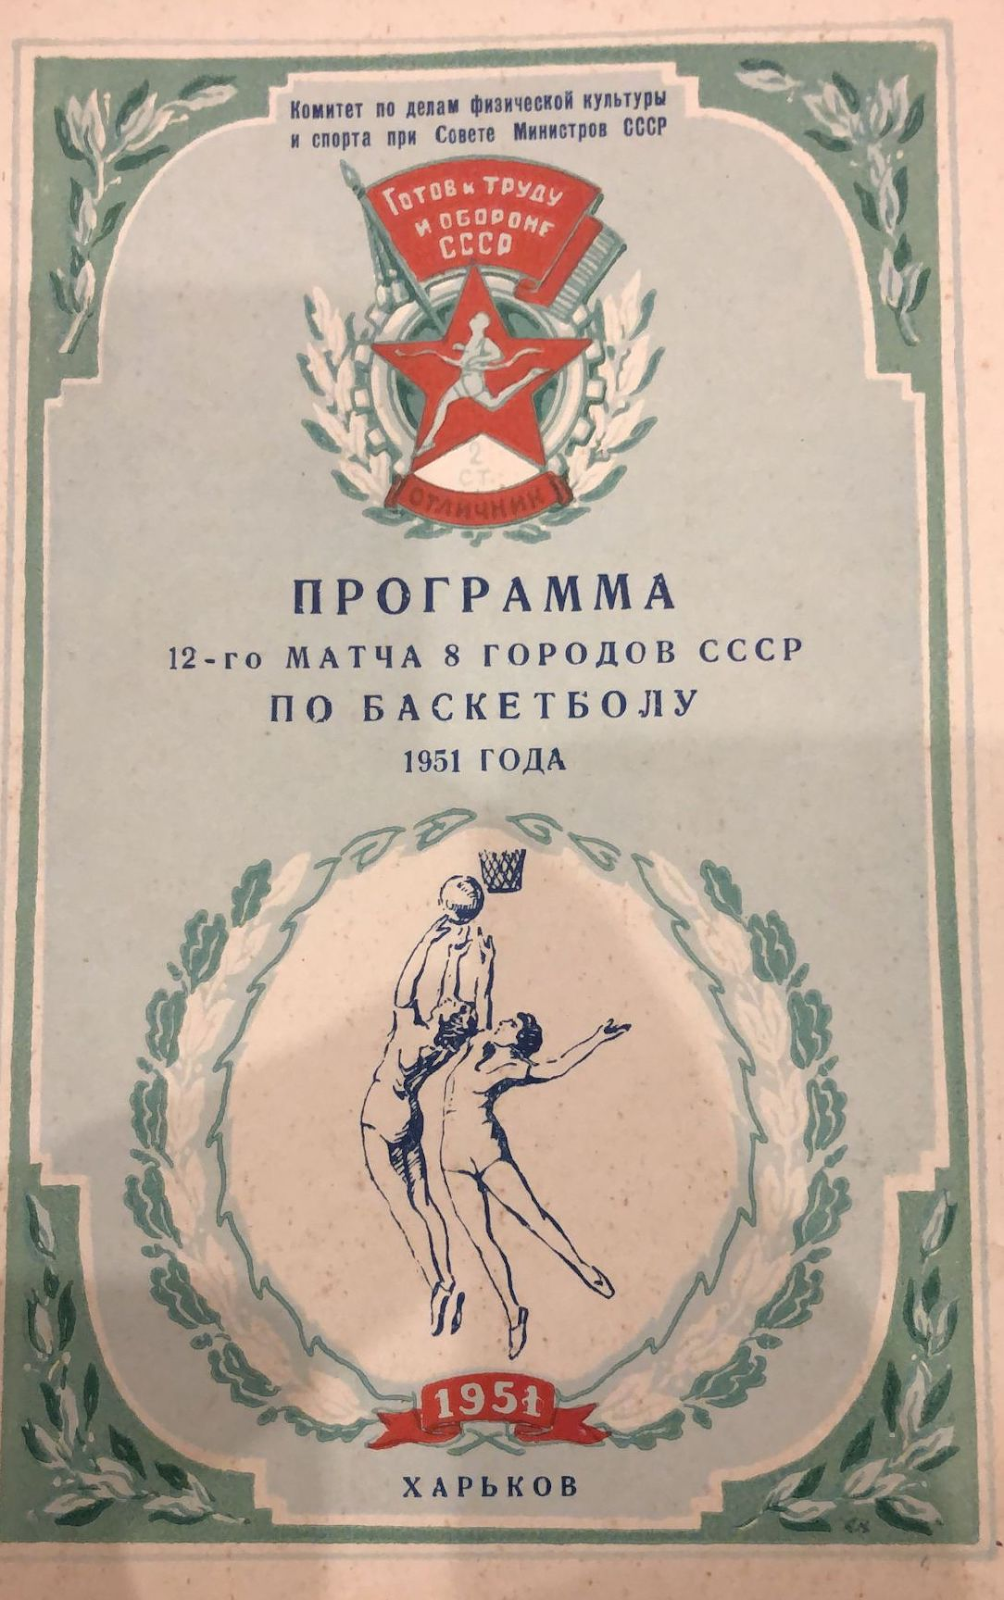 Комитет по делам физической культуры
и спорта при Совете Министров СССР
Готов к труду
и обороне
СССР
2
СТ.
ОТЛИЧНИК
ПРОГРАММА
12-го МАТЧА 8 ГОРОДОВ СССР
ПО БАСКЕТБОЛУ
1951 ГОДА
1951
ХАРЬКОВ